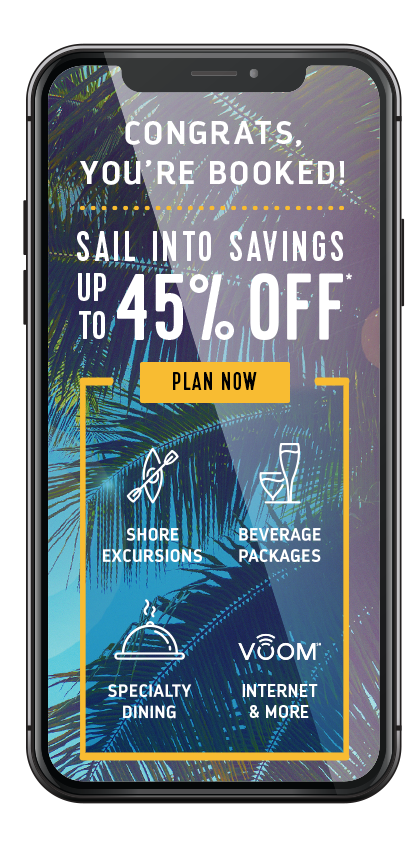 CONGRATS,
YOU'RE BOOKED!
SAIL INTO SAVINGS
UP TO 45% OFF*
PLAN NOW
SHORE
EXCURSIONS
BEVERAGE
PACKAGES
SPECIALTY
DINING
VOOM™
INTERNET
& MORE